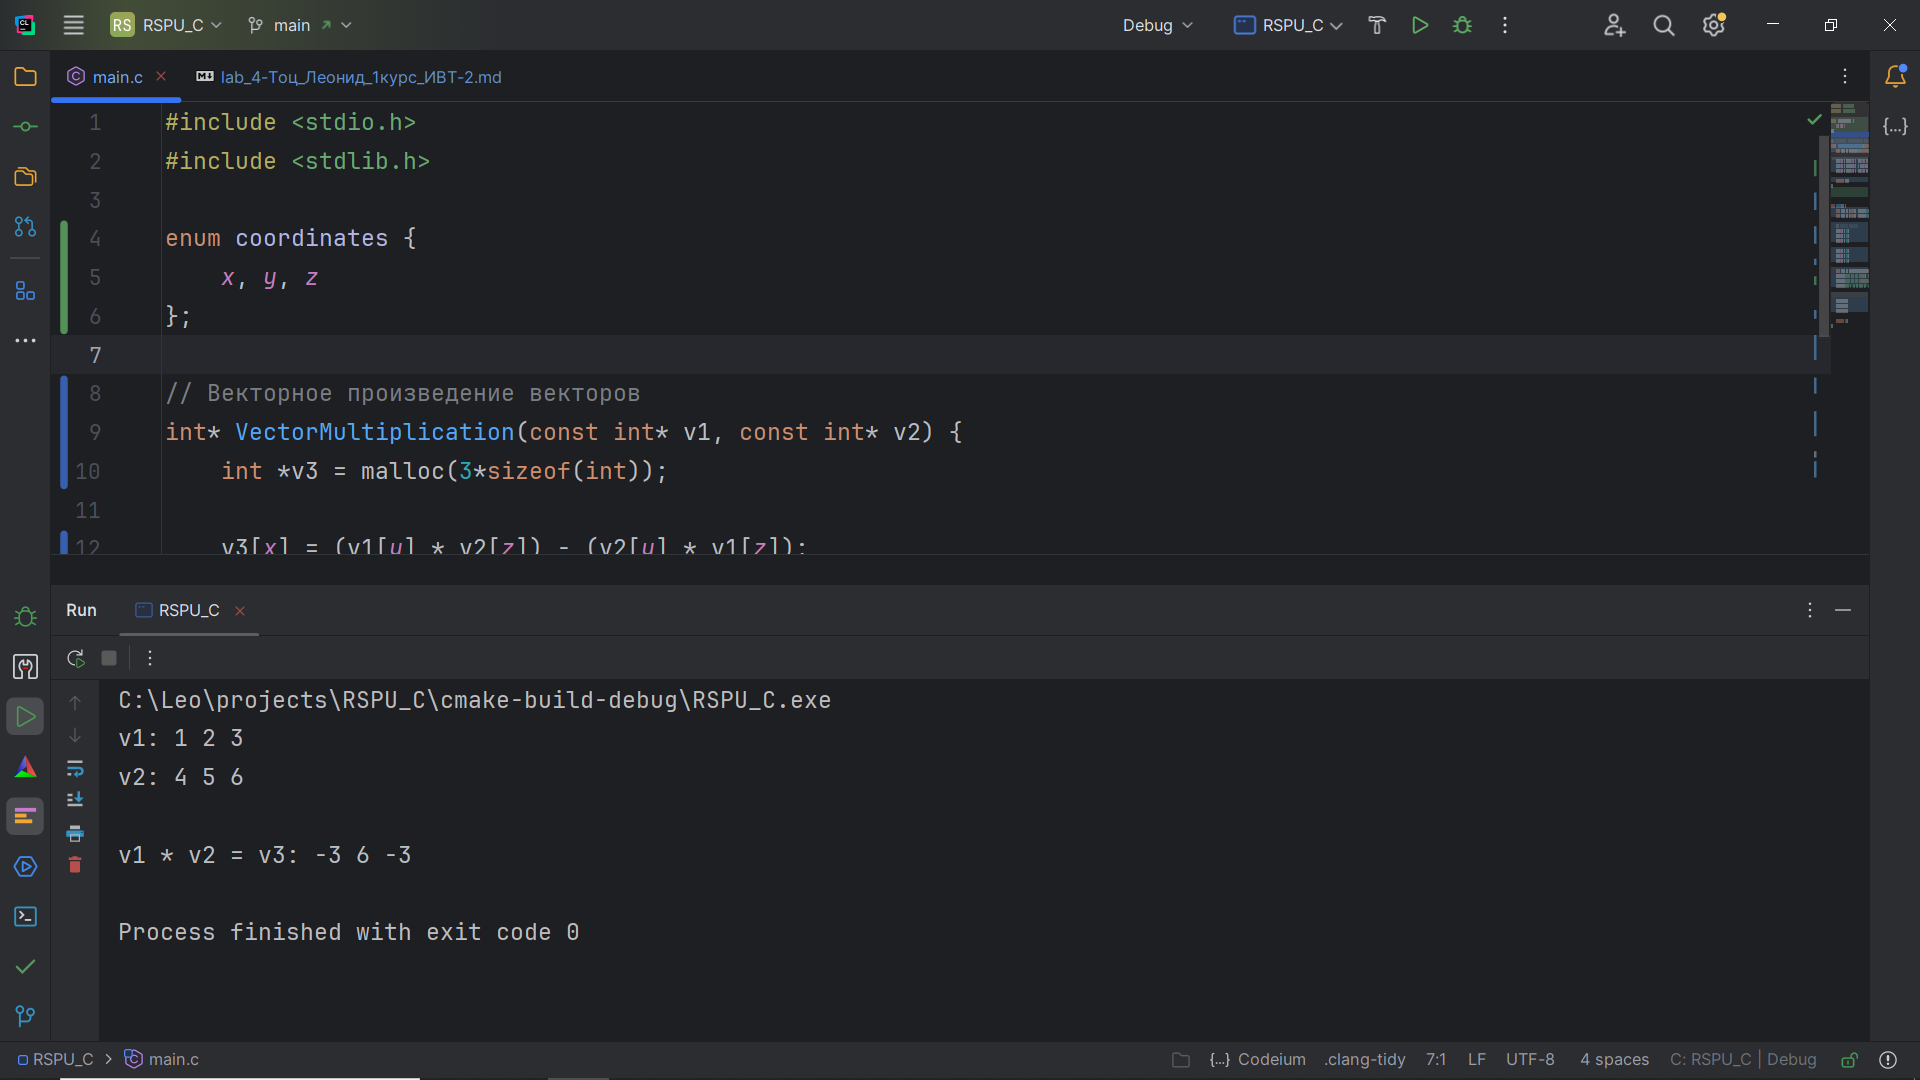 RS RSPU_C main Debug RSPU_C
main.c lab_4-Тоц_Леонид_1курс_ИВТ-2.md
1 #include <stdio.h>
2 #include <stdlib.h>
3
4 enum coordinates {
5 x, y, z
6 };
7
8 // Векторное произведение векторов
9 int* VectorMultiplication(const int* v1, const int* v2) {
10 int *v3 = malloc(3*sizeof(int));
11
12 v3[x] = (v1[y] * v2[z]) - (v2[y] * v1[z]);
Run RSPU_C
C:\Leo\projects\RSPU_C\cmake-build-debug\RSPU_C.exe
v1: 1 2 3
v2: 4 5 6
v1 * v2 = v3: -3 6 -3
Process finished with exit code 0
RSPU_C > main.c {...} Codeium .clang-tidy 7:1 LF UTF-8 4 spaces C: RSPU_C | Debug